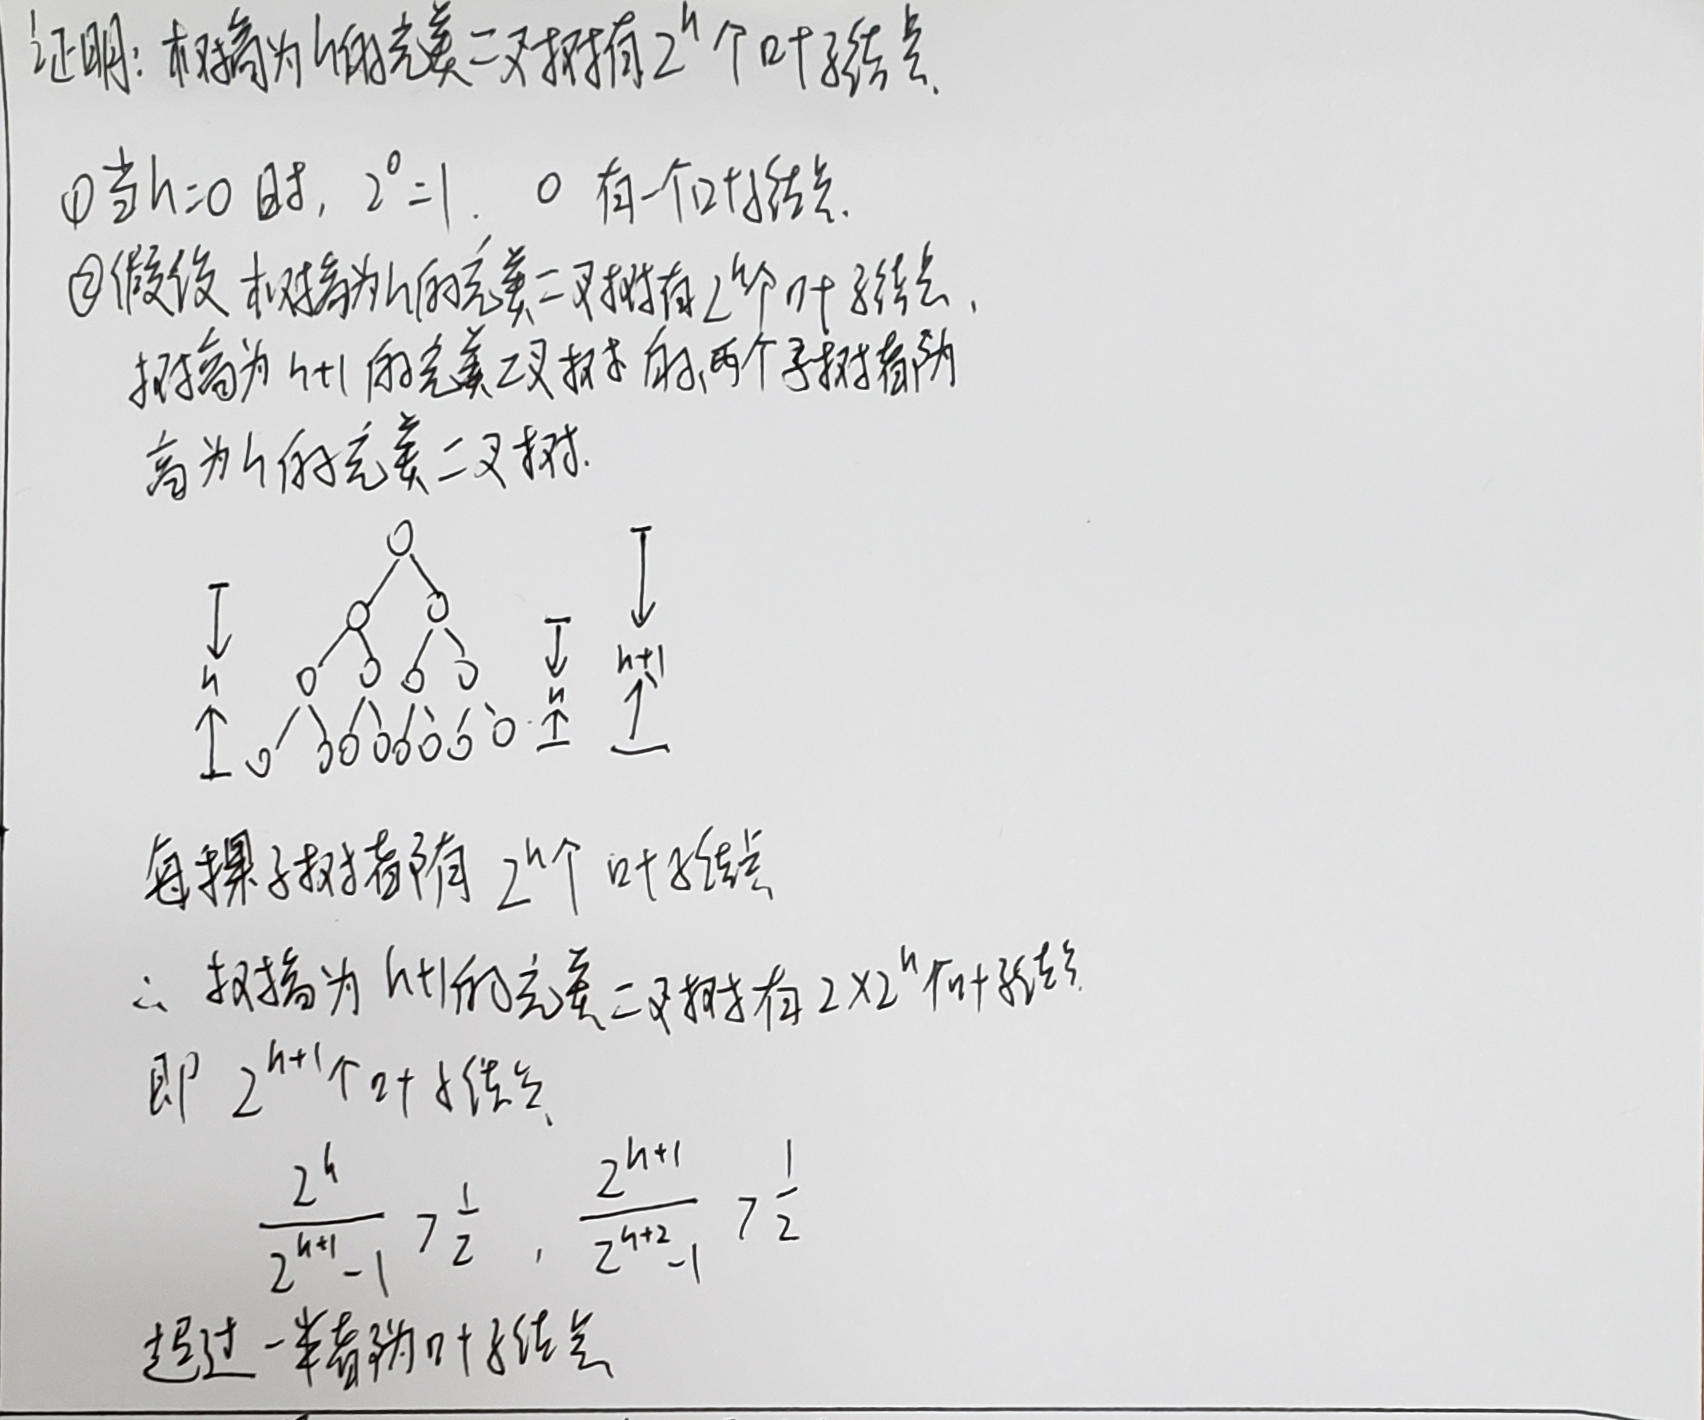 证明：树高为h的完美二叉树有2^h个叶子结点.
①当h=0时, 2^0=1. 0 有一个叶子结点.
②假设 树高为h的完美二叉树有2^h个叶子结点,
树高为h+1的完美二叉树的两个子树都为
高为h的完美二叉树.
h h h+1
每棵子树都有 2^h个 叶子结点
∴ 树高为h+1的完美二叉树有2×2^h个叶子结点
即 2^{h+1}个叶子结点
2^h/(2^{h+1}-1) > 1/2 , 2^{h+1}/(2^{h+2}-1) > 1/2
超过一半都为叶子结点